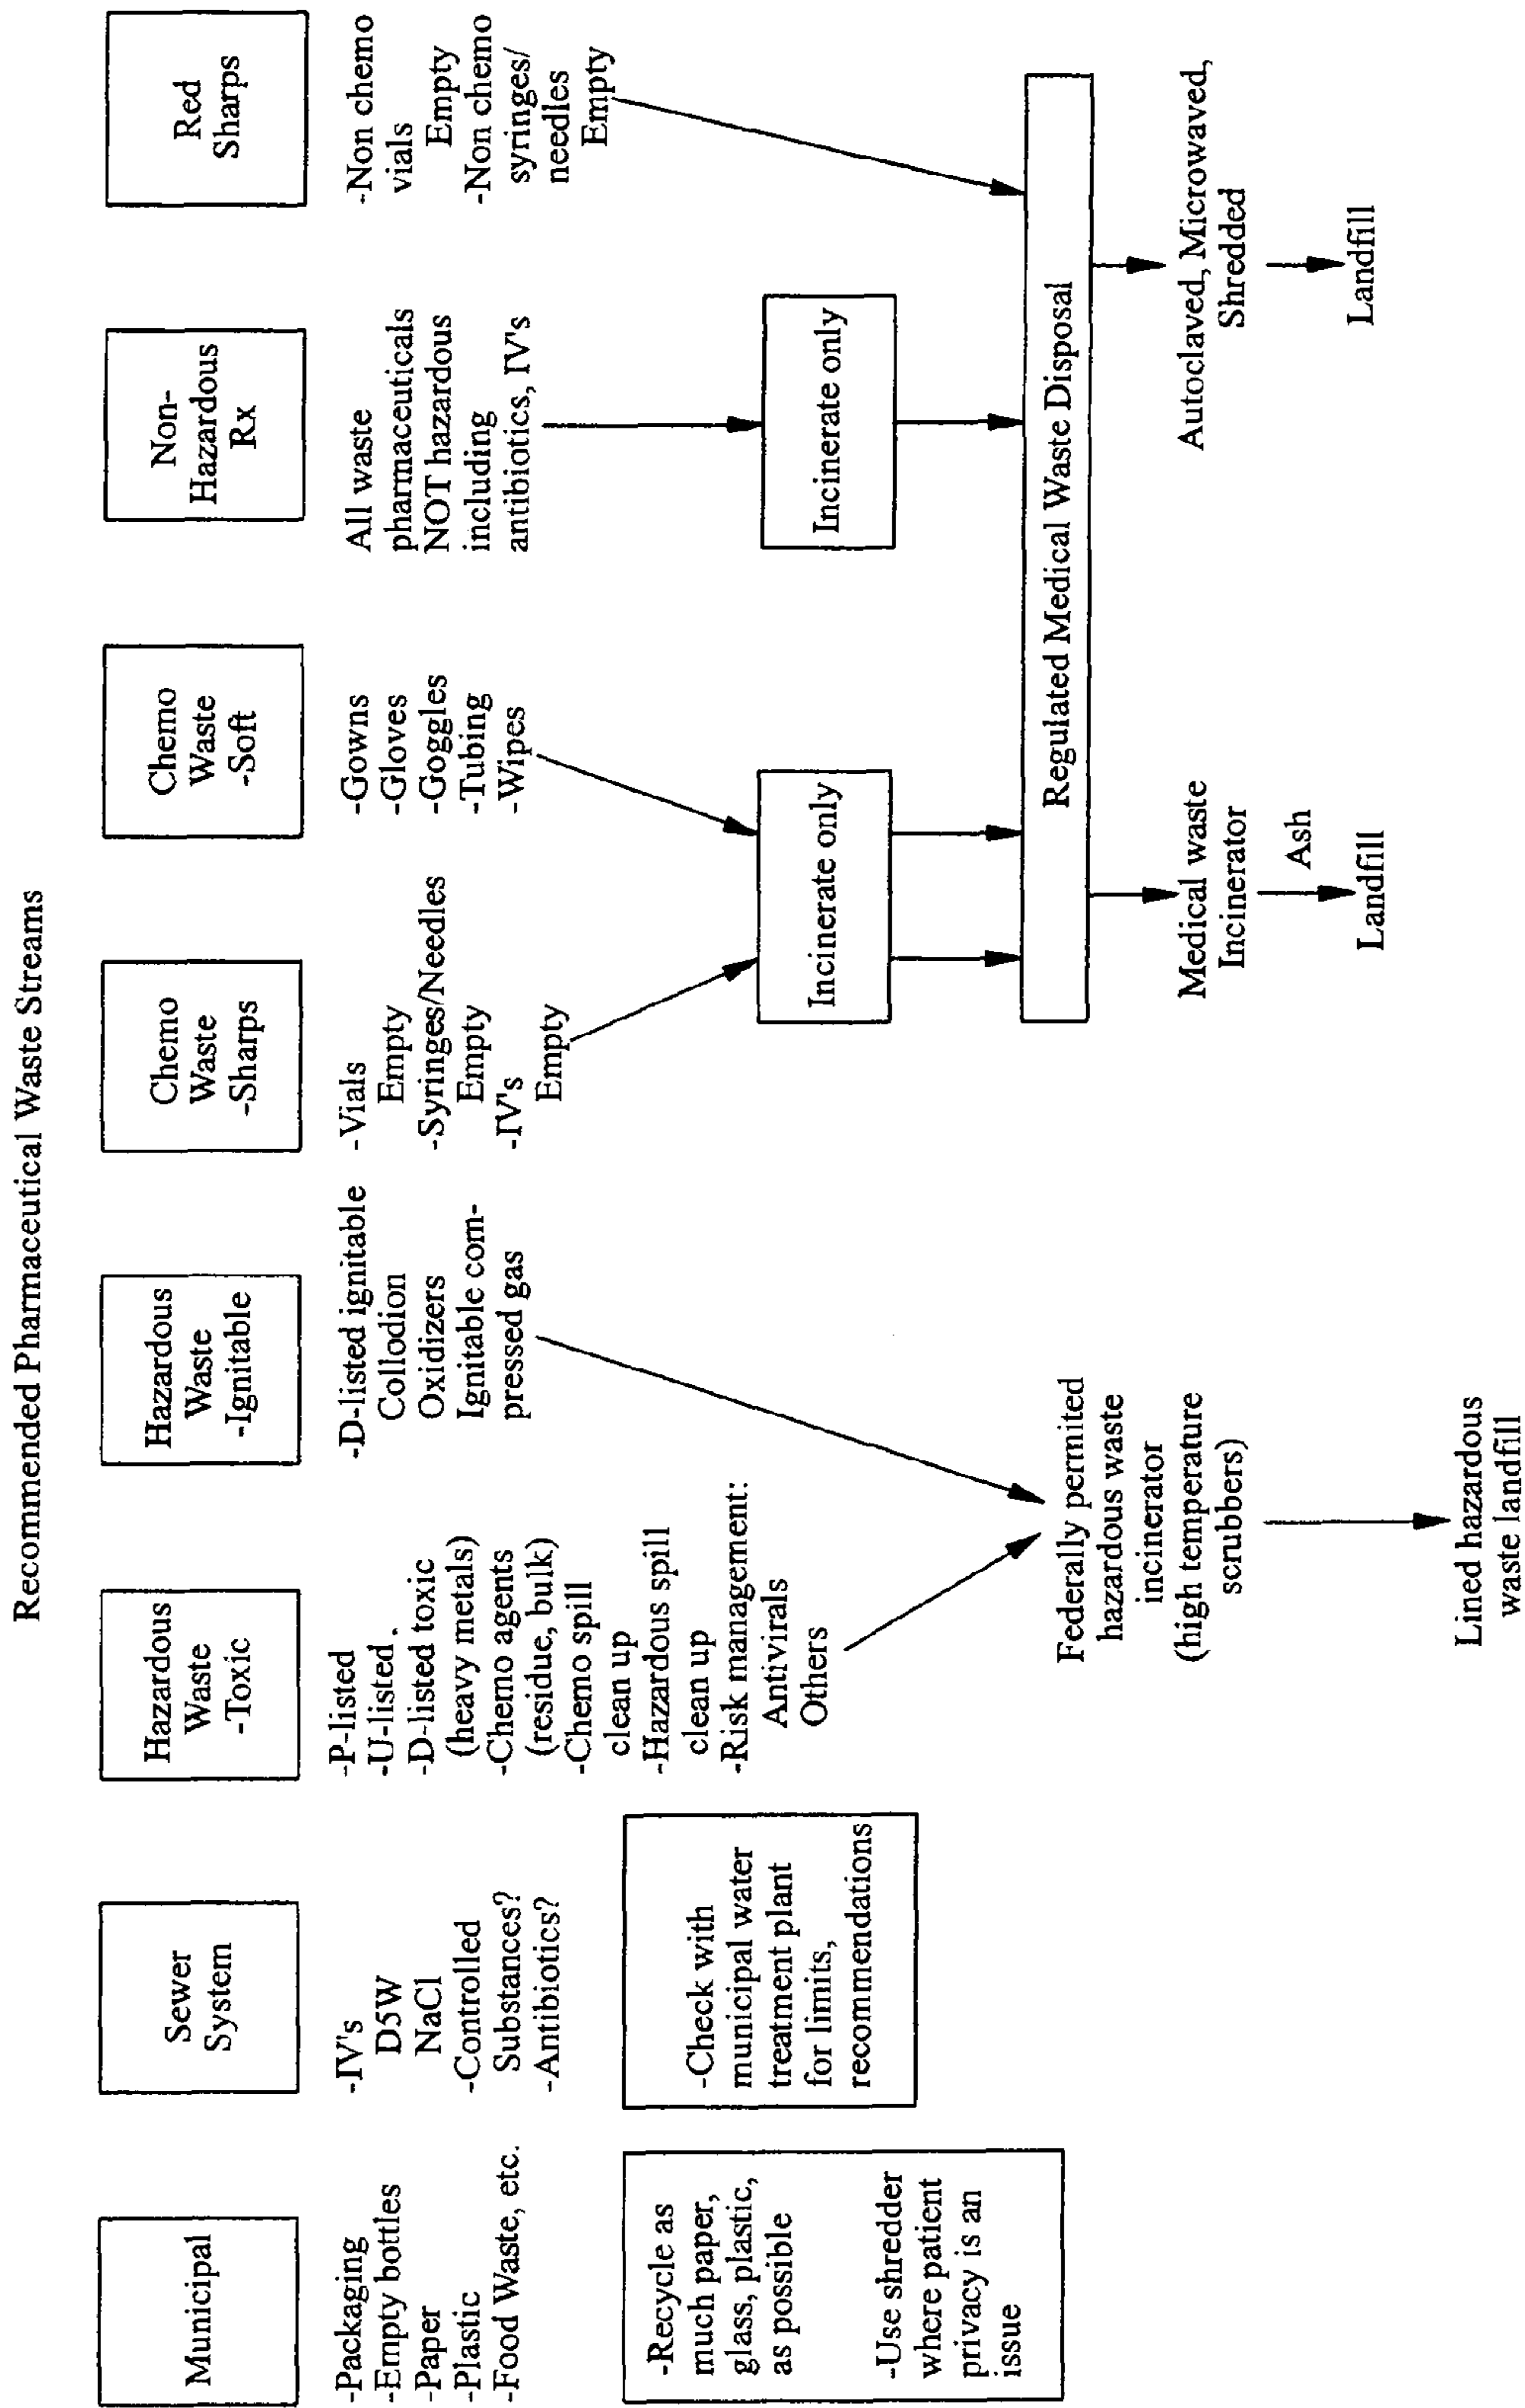 Recommended Pharmaceutical Waste Streams
Municipal
-Packaging
-Empty bottles
-Paper
-Plastic
-Food Waste, etc.
-Recycle as
much paper,
glass, plastic,
as possible
-Use shredder
where patient
privacy is an
issue
Sewer
System
-IV's
D5W
NaCl
-Controlled
Substances?
-Antibiotics?
-Check with
municipal water
treatment plant
for limits,
recommendations
Hazardous
Waste
-Toxic
-P-listed
-U-listed
-D-listed toxic
(heavy metals)
-Chemo agents
(residue, bulk)
-Chemo spill
clean up
-Hazardous spill
clean up
-Risk management:
Antivirals
Others
Hazardous
Waste
-Ignitable
-D-listed ignitable
Collodion
Oxidizers
Ignitable com-
pressed gas
Federally permited
hazardous waste
incinerator
(high temperature
scrubbers)
Lined hazardous
waste landfill
Chemo
Waste
-Sharps
-Vials
Empty
-Syringes/Needles
Empty
-IV's
Empty
Chemo
Waste
-Soft
-Gowns
-Gloves
-Goggles
-Tubing
-Wipes
Incinerate only
Non-
Hazardous
Rx
All waste
pharmaceuticals
NOT hazardous
including
antibiotics, IV's
Incinerate only
Red
Sharps
-Non chemo
vials
Empty
-Non chemo
syringes/
needles
Empty
Regulated Medical Waste Disposal
Medical waste
Incinerator
Ash
Landfill
Autoclaved, Microwaved,
Shredded
Landfill